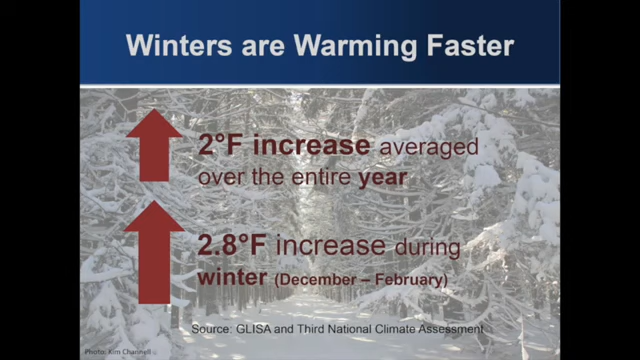 Winters are Warming Faster
2°F increase averaged
over the entire year
2.8°F increase during
winter (December – February)
Source: GLISA and Third National Climate Assessment
Photo: Kim Channell